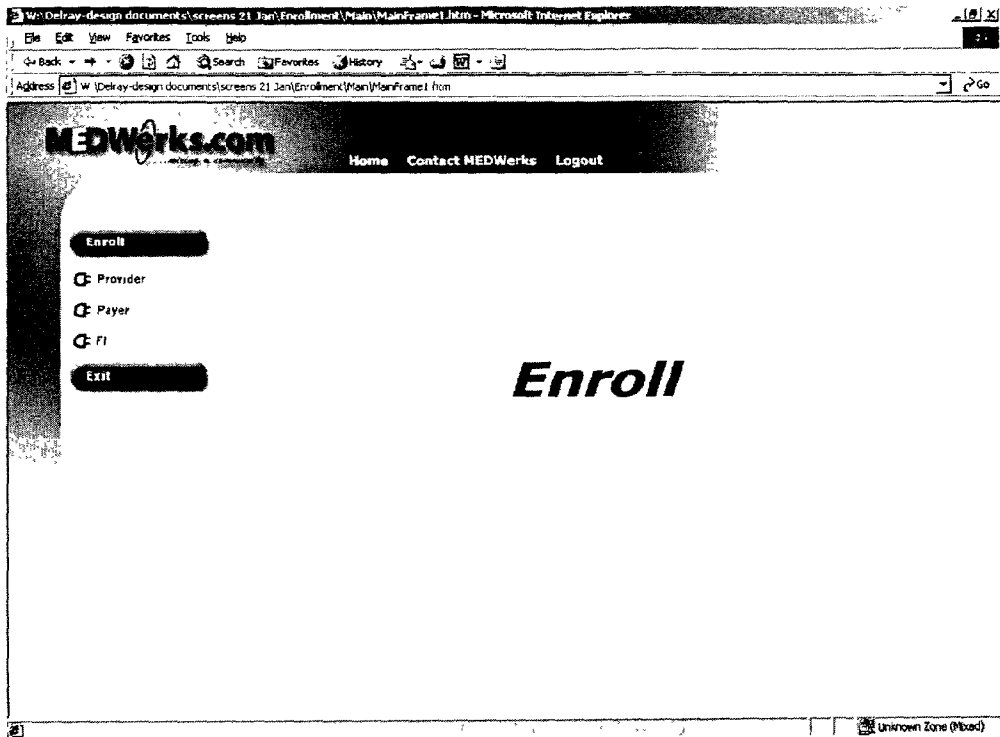 W:\Delray-design documents\screens 21 Jan\Enrollment\Main\MainFrame1.htm - Microsoft Internet Explorer
File Edit View Favorites Tools Help
Back Search Favorites History
Address W:\Delray-design documents\screens 21 Jan\Enrollment\Main\MainFrame1.htm Go
MEDWerks.com
Home Contact MEDWerks Logout
Enroll
Provider
Payer
FI
Exit
Enroll
Unknown Zone (Mixed)